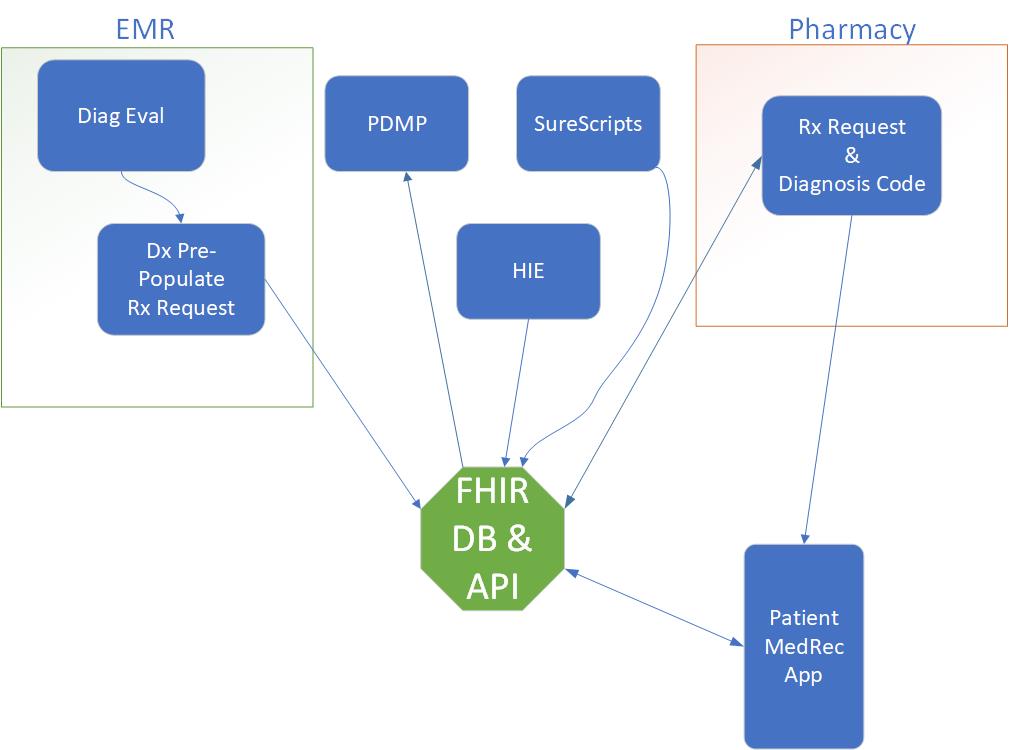 EMR
Pharmacy
Diag Eval
PDMP
SureScripts
Rx Request
&
Diagnosis Code
Dx Pre-
Populate
Rx Request
HIE
FHIR
DB &
API
Patient
MedRec
App